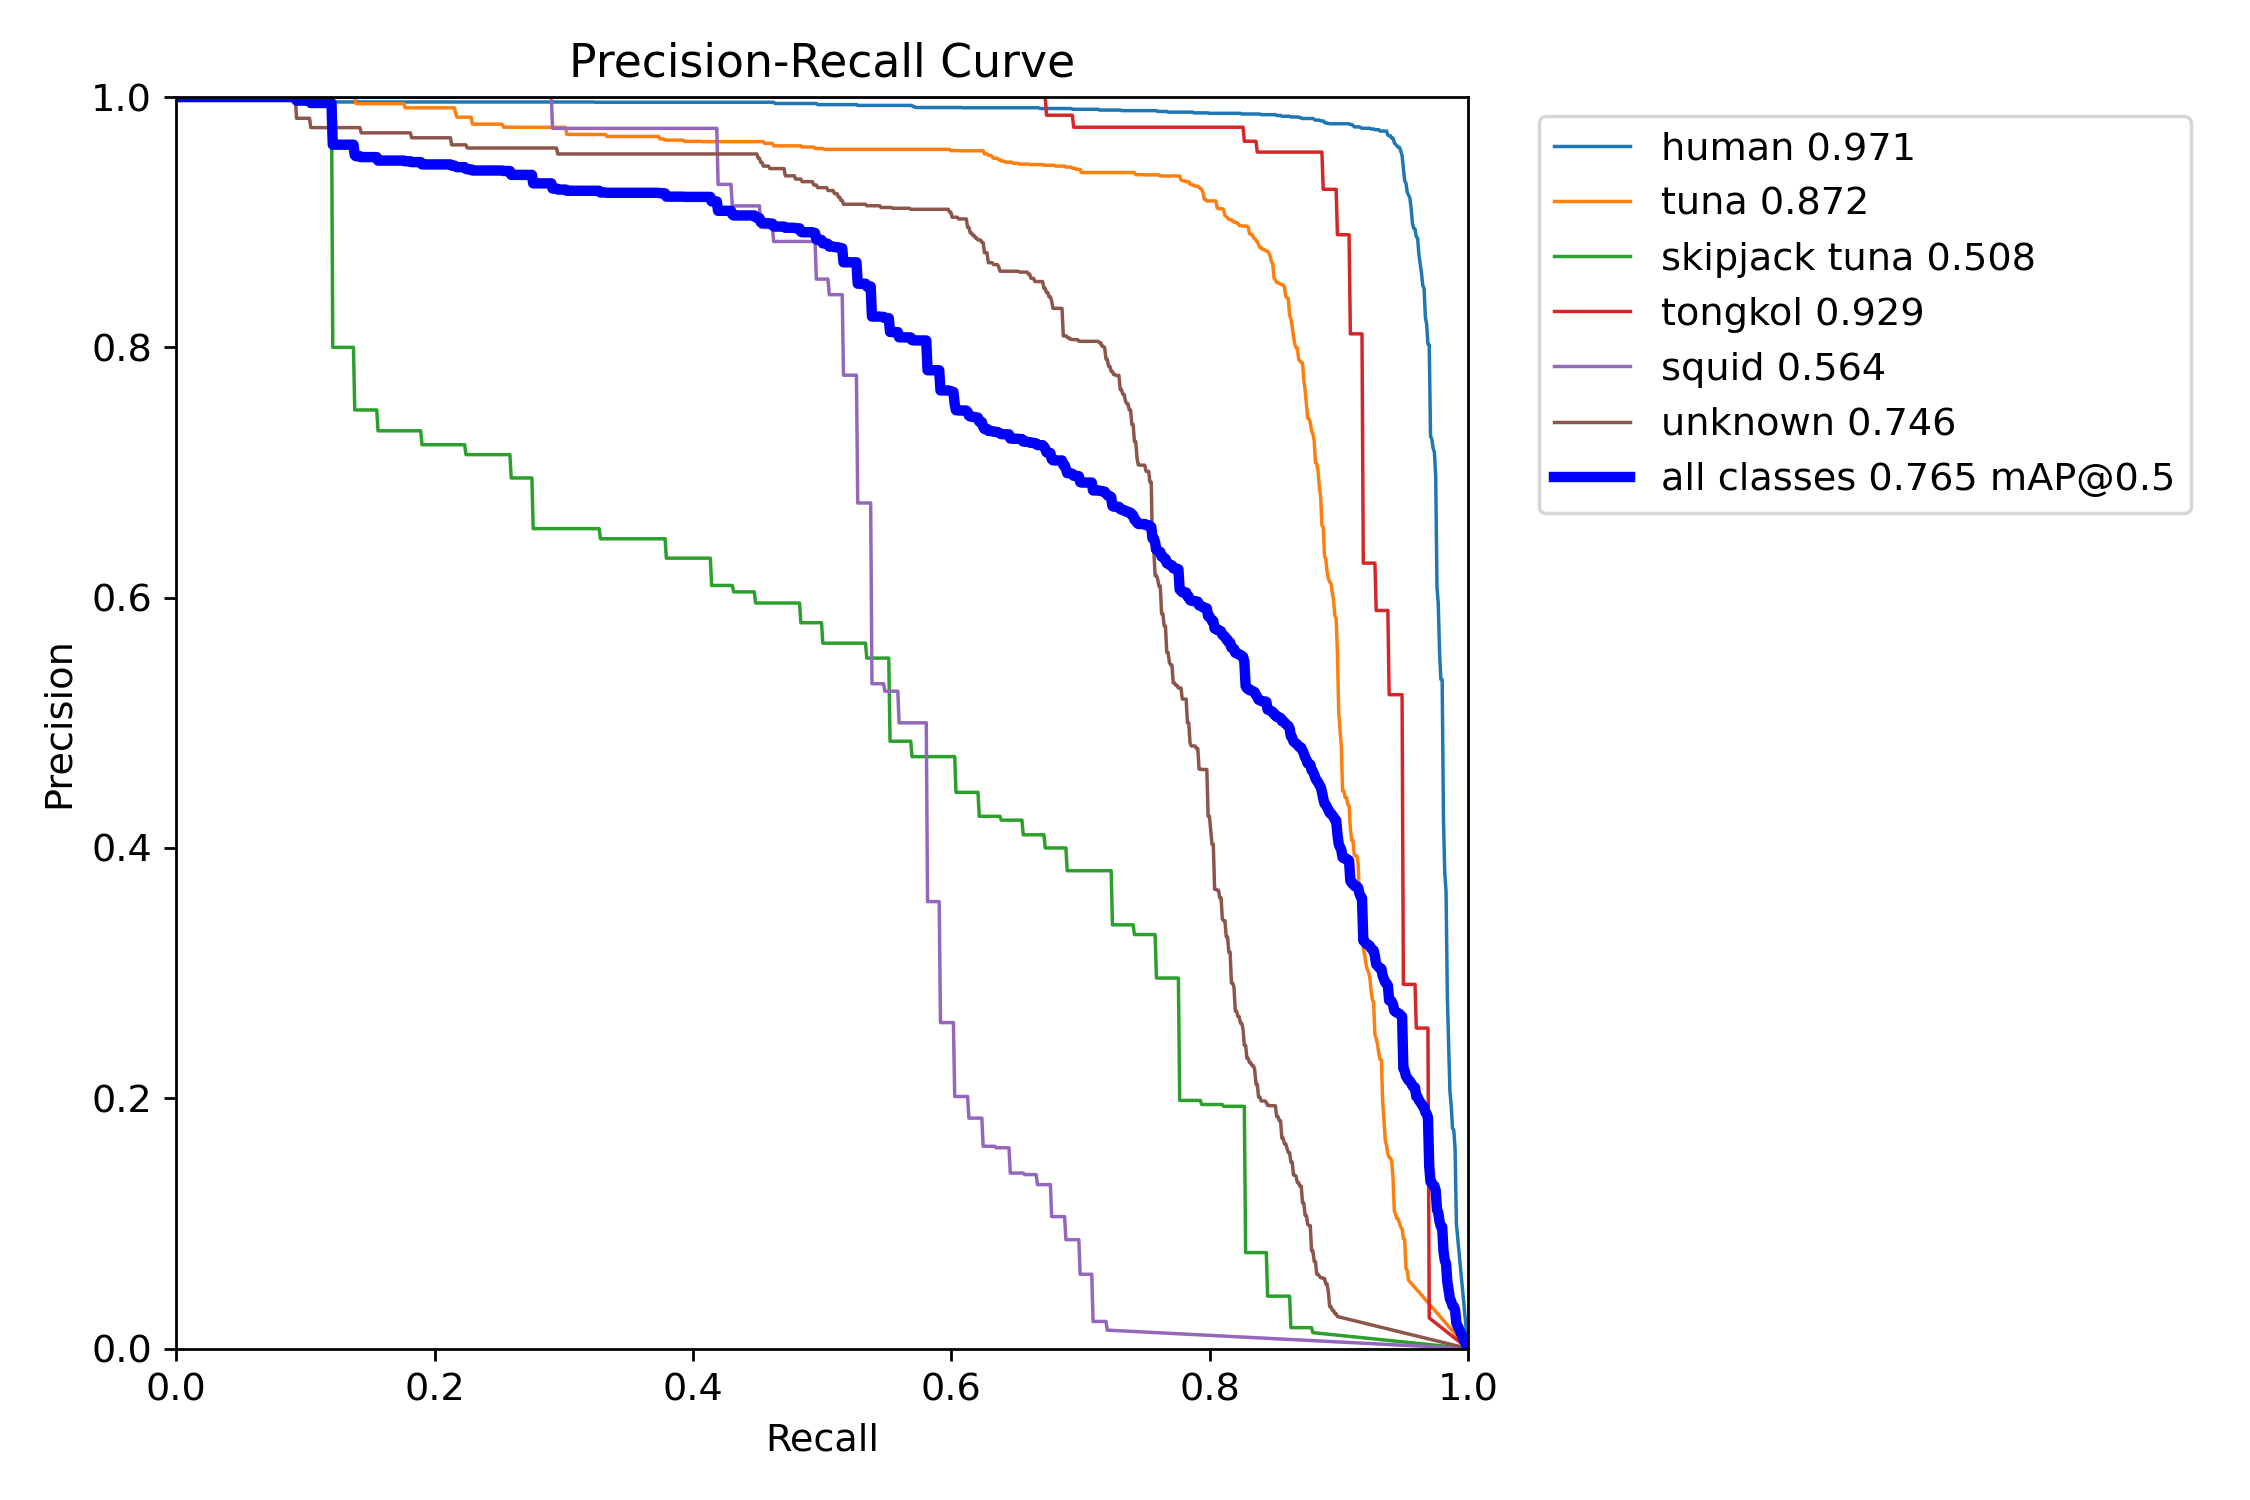 Precision-Recall Curve
1.0
0.8
0.6
0.4
0.2
0.0
Precision
0.0 0.2 0.4 0.6 0.8 1.0
Recall
human 0.971
tuna 0.872
skipjack tuna 0.508
tongkol 0.929
squid 0.564
unknown 0.746
all classes 0.765 mAP@0.5